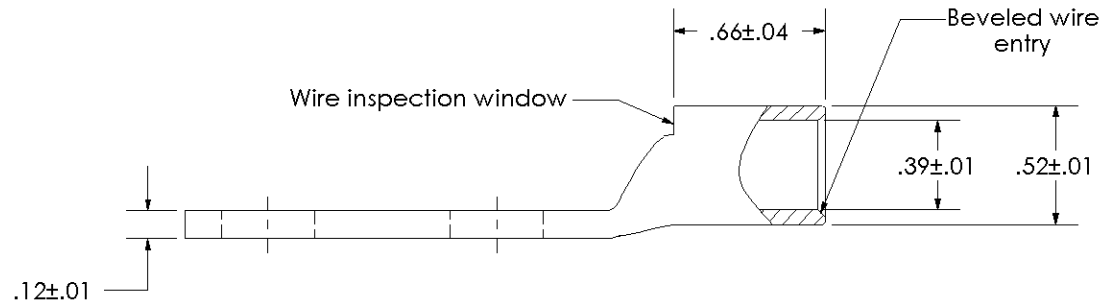 .66±.04
Beveled wire
entry
Wire inspection window
.39±.01
.52±.01
.12±.01